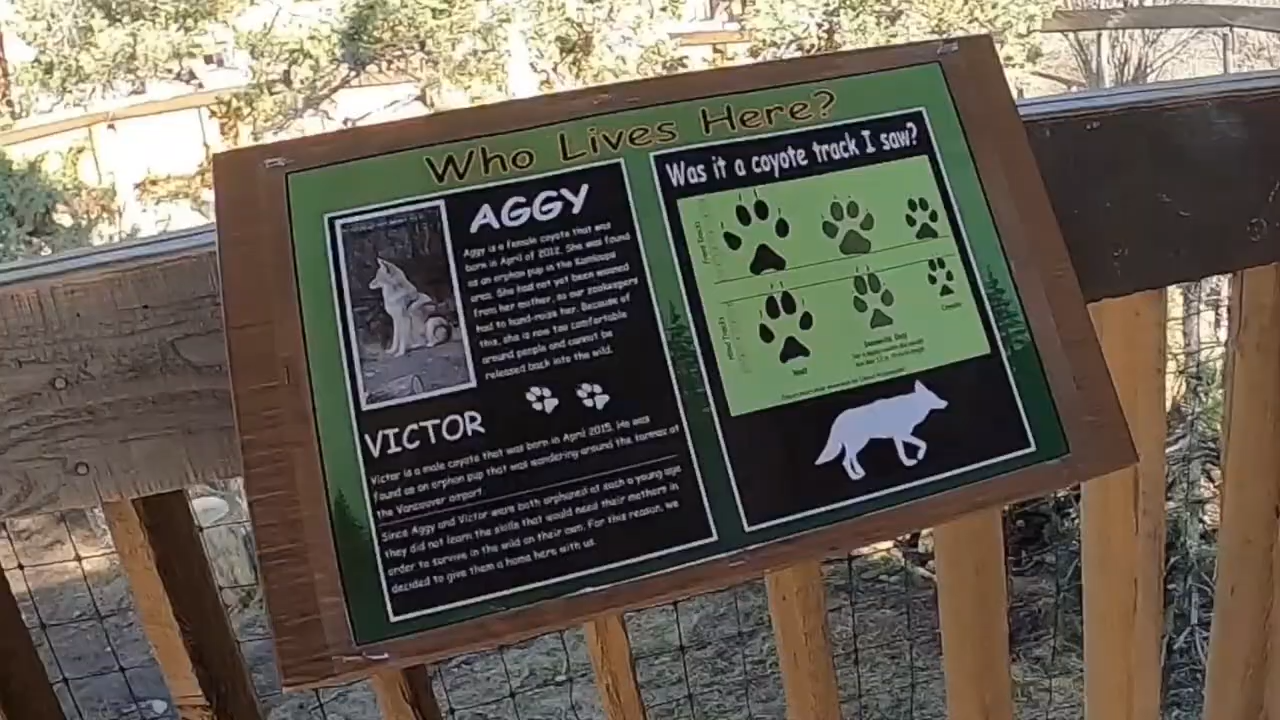 Who Lives Here?
AGGY
Aggy is a female coyote that was
born in April of 2012. She was found
as an orphan pup in the Kamloops
area. She had not yet been weaned
from her mother, so our zookeepers
had to hand-raise her. Because of
this, she is now too comfortable
around people and cannot be
released back into the wild.
VICTOR
Victor is a male coyote that was born in April 2015. He was
found as an orphan pup that was wandering around the tarmac at
the Vancouver airport.
Since Aggy and Victor were both orphaned at such a young age
they did not learn the skills that would need their mothers in
order to survive in the wild on their own. For this reason, we
decided to give them a home here with us.
Was it a coyote track I saw?
Front Tracks
Hind Tracks
Wolf
Domestic Dog
Coyote